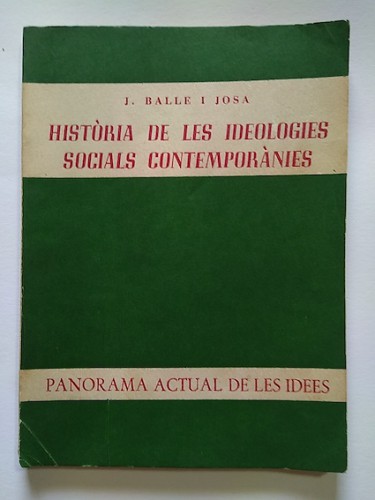 J. BALLE I JOSA
HISTÒRIA DE LES IDEOLOGIES
SOCIALS CONTEMPORÀNIES
PANORAMA ACTUAL DE LES IDEES